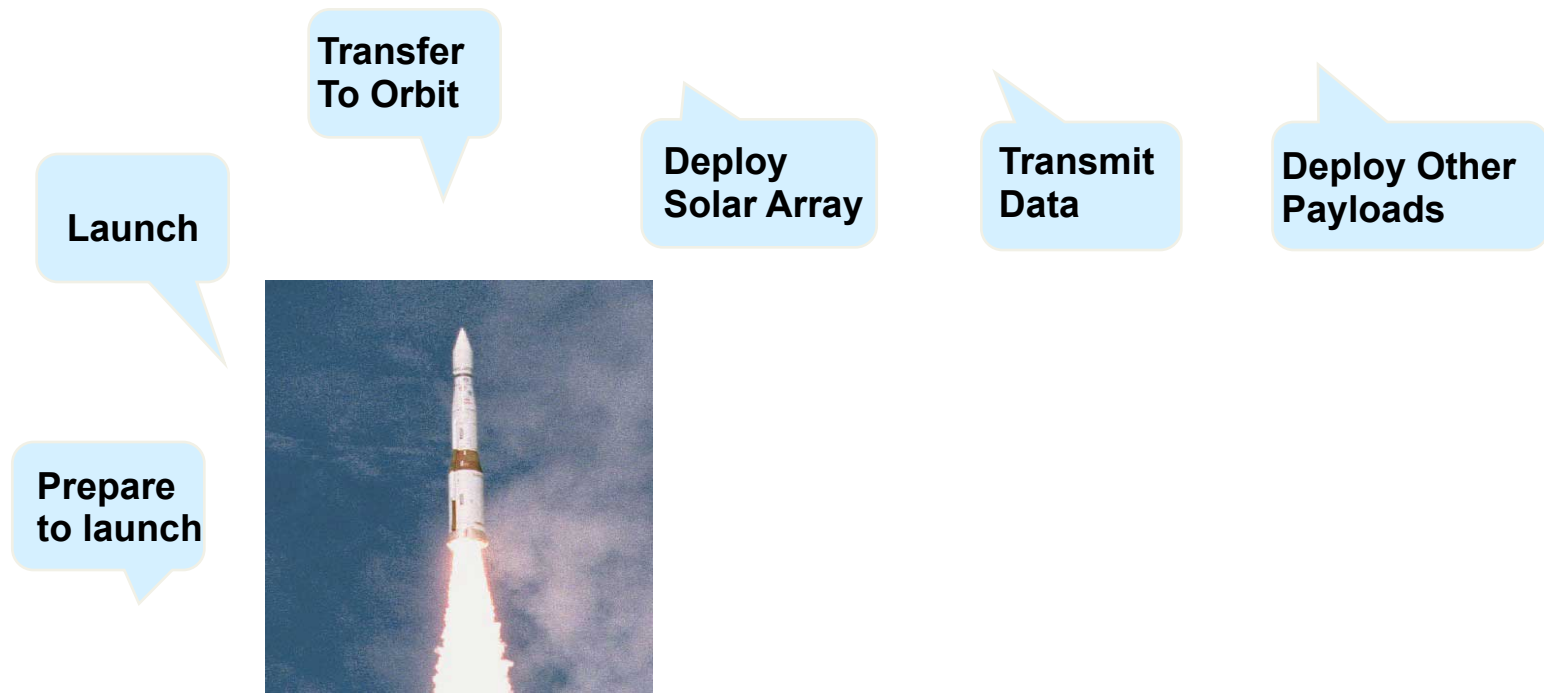 Prepare
to launch
Launch
Transfer
To Orbit
Deploy
Solar Array
Transmit
Data
Deploy Other
Payloads